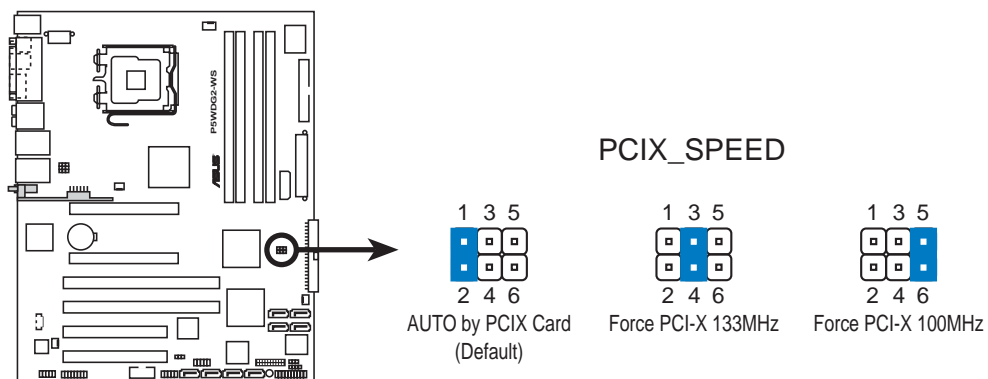 P5WDG2-WS
ASUS
PCIX_SPEED
1 3 5
2 4 6
AUTO by PCIX Card
(Default)
1 3 5
2 4 6
Force PCI-X 133MHz
1 3 5
2 4 6
Force PCI-X 100MHz